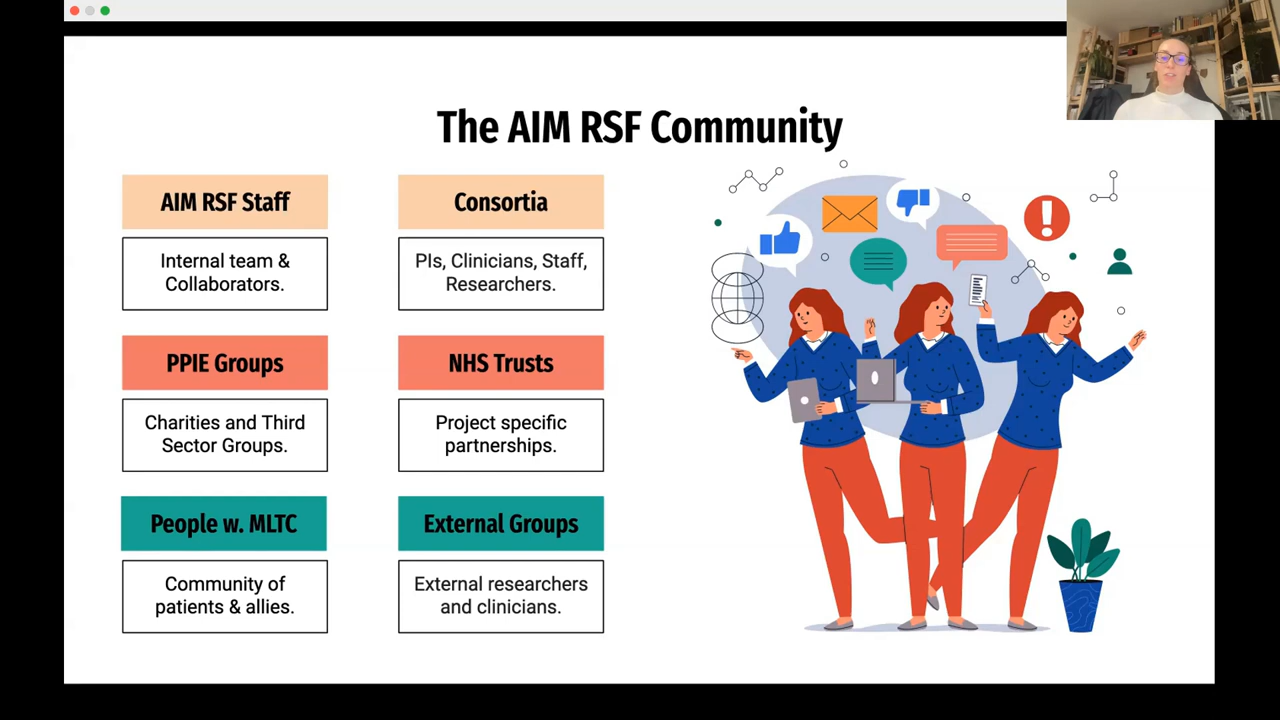 The AIM RSF Community
AIM RSF Staff
Internal team &
Collaborators.
Consortia
PIs, Clinicians, Staff,
Researchers.
PPIE Groups
Charities and Third
Sector Groups.
NHS Trusts
Project specific
partnerships.
People w. MLTC
Community of
patients & allies.
External Groups
External researchers
and clinicians.